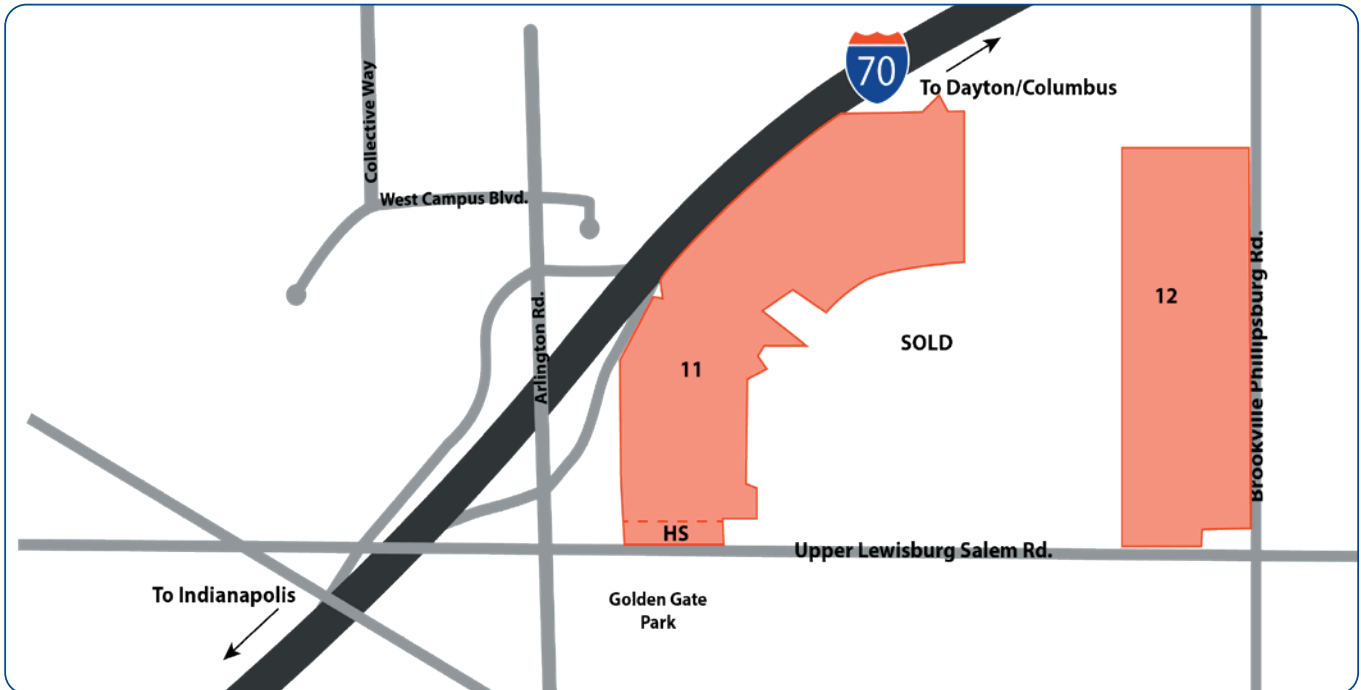 70
To Dayton/Columbus
Collective Way
West Campus Blvd.
Arlington Rd.
12
Brookville Phillipsburg Rd.
SOLD
11
HS
Upper Lewisburg Salem Rd.
To Indianapolis
Golden Gate
Park